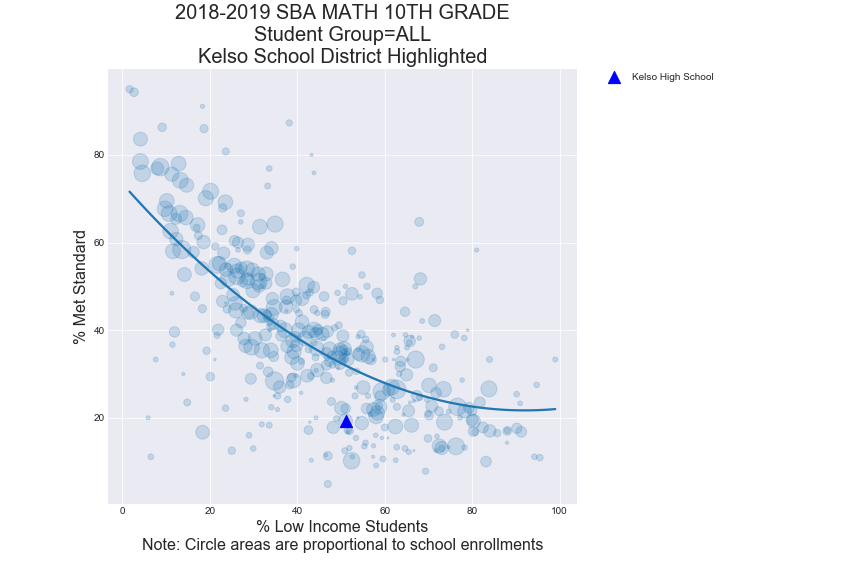 2018-2019 SBA MATH 10TH GRADE
Student Group=ALL
Kelso School District Highlighted
Kelso High School
% Met Standard
80
60
40
20
0 20 40 60 80 100
% Low Income Students
Note: Circle areas are proportional to school enrollments